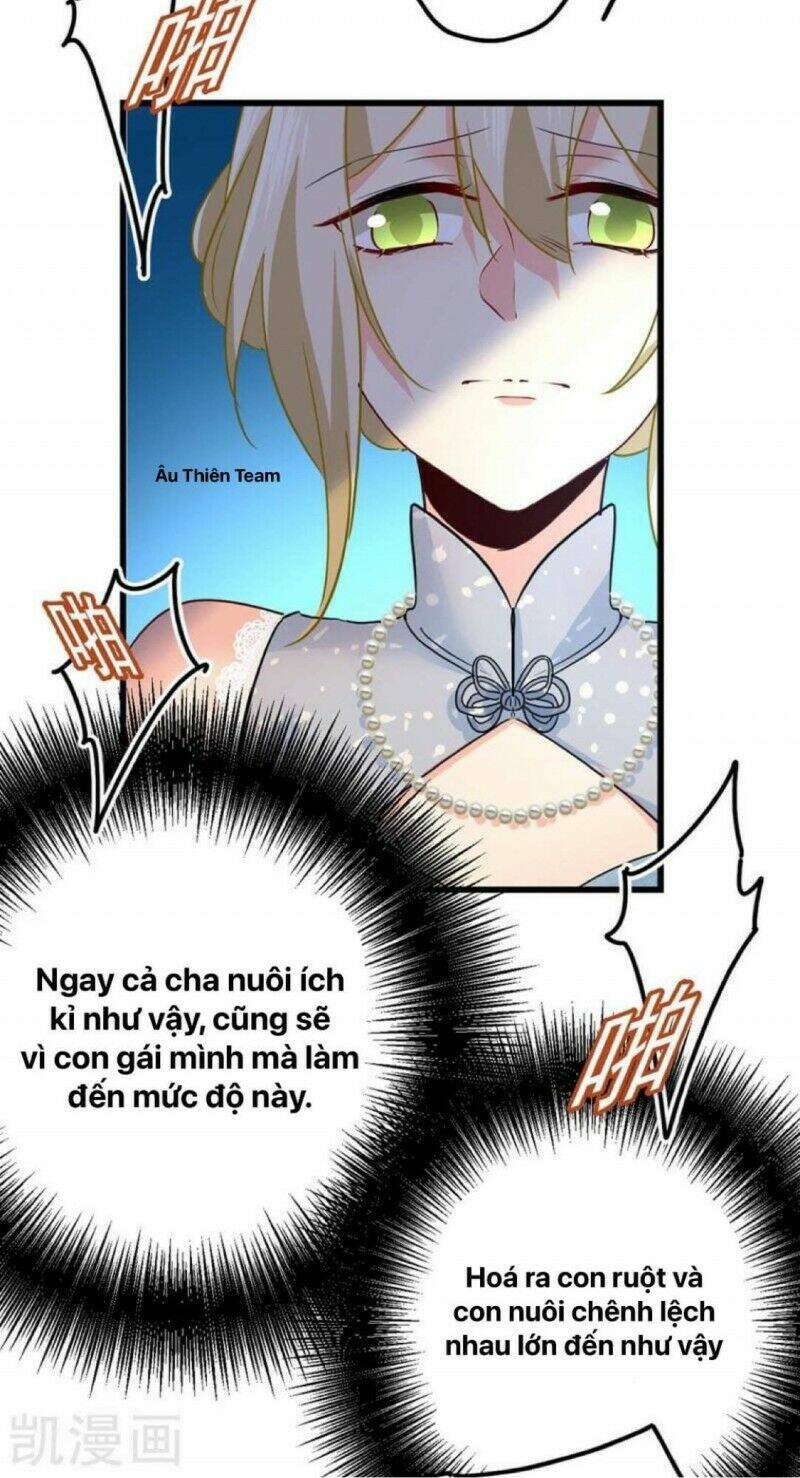 啪
Âu Thiên Team
啪
Ngay cả cha nuôi ích
kỉ như vậy, cũng sẽ
vì con gái mình mà làm
đến mức độ này.
啪
Hoá ra con ruột và
con nuôi chênh lệch
nhau lớn đến như vậy
凯漫画